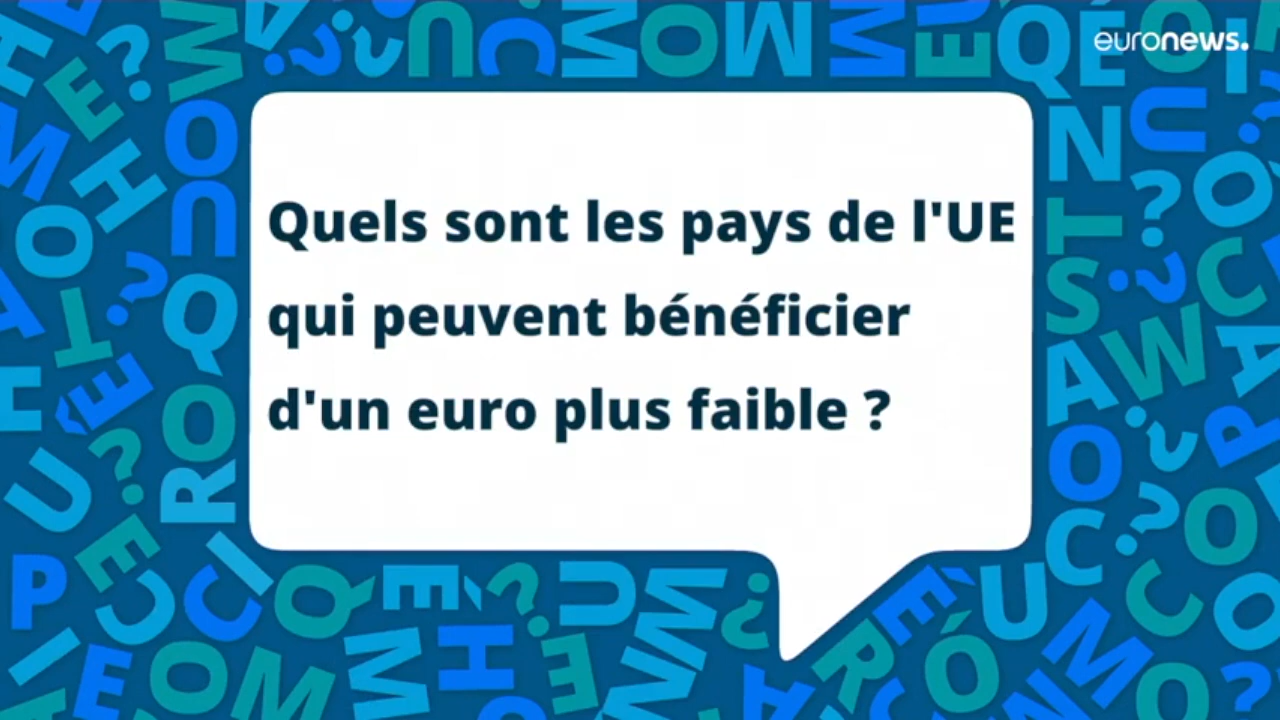 euronews.
Quels sont les pays de l'UE
qui peuvent bénéficier
d'un euro plus faible ?